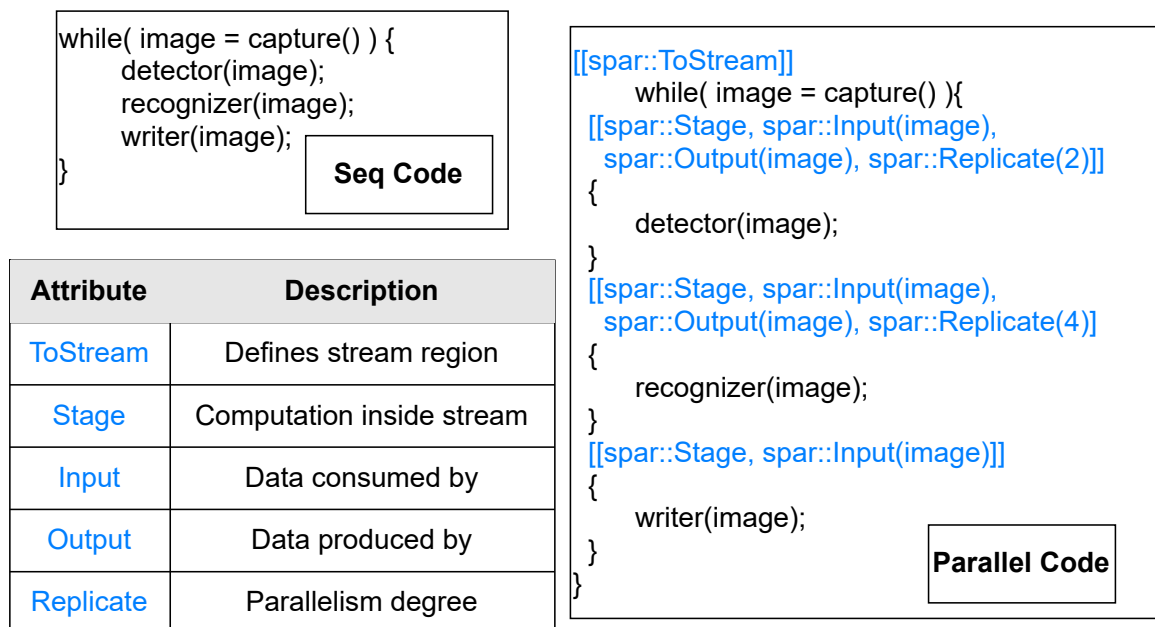 while( image = capture() ) {
detector(image);
recognizer(image);
writer(image);
}
Seq Code
Attribute Description
ToStream Defines stream region
Stage Computation inside stream
Input Data consumed by
Output Data produced by
Replicate Parallelism degree
[[spar::ToStream]]
while( image = capture() ){
[[spar::Stage, spar::Input(image),
spar::Output(image), spar::Replicate(2)]]
{
detector(image);
}
[[spar::Stage, spar::Input(image),
spar::Output(image), spar::Replicate(4)]
{
recognizer(image);
}
[[spar::Stage, spar::Input(image)]]
{
writer(image);
}
}
Parallel Code